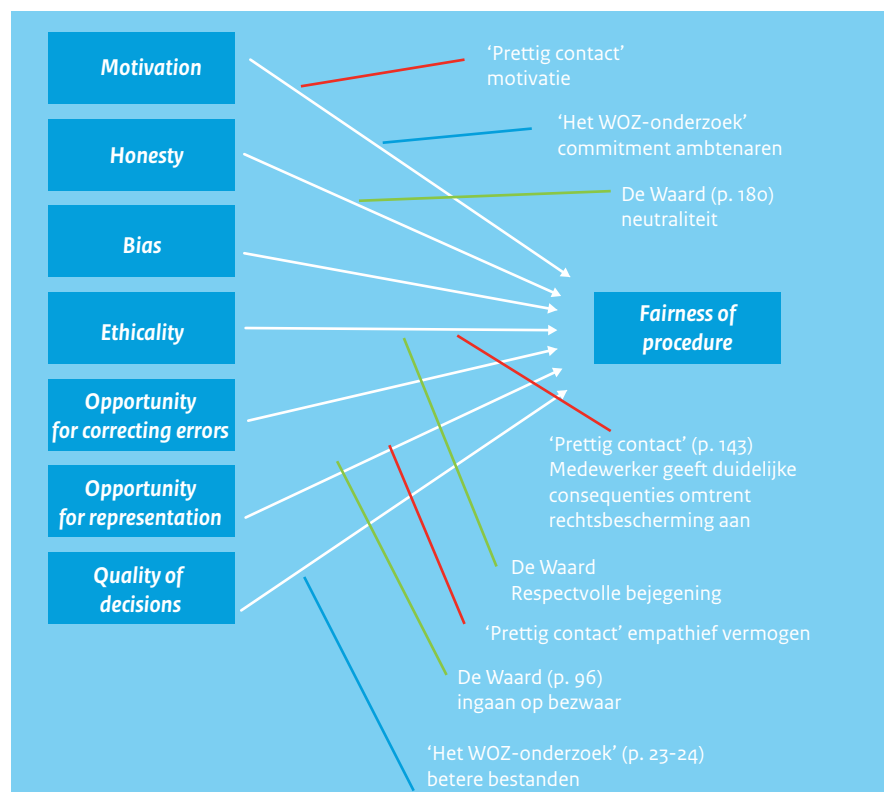 Motivation
Honesty
Bias
Ethicality
Opportunity
for correcting errors
Opportunity
for representation
Quality of
decisions
‘Prettig contact’
motivatie
‘Het WOZ-onderzoek’
commitment ambtenaren
De Waard (p. 180)
neutraliteit
Fairness of
procedure
‘Prettig contact’ (p. 143)
Medewerker geeft duidelijke
consequenties omtrent
rechtsbescherming aan
De Waard
Respectvolle bejegening
‘Prettig contact’ empathief vermogen
De Waard (p. 96)
ingaan op bezwaar
‘Het WOZ-onderzoek’ (p. 23-24)
betere bestanden